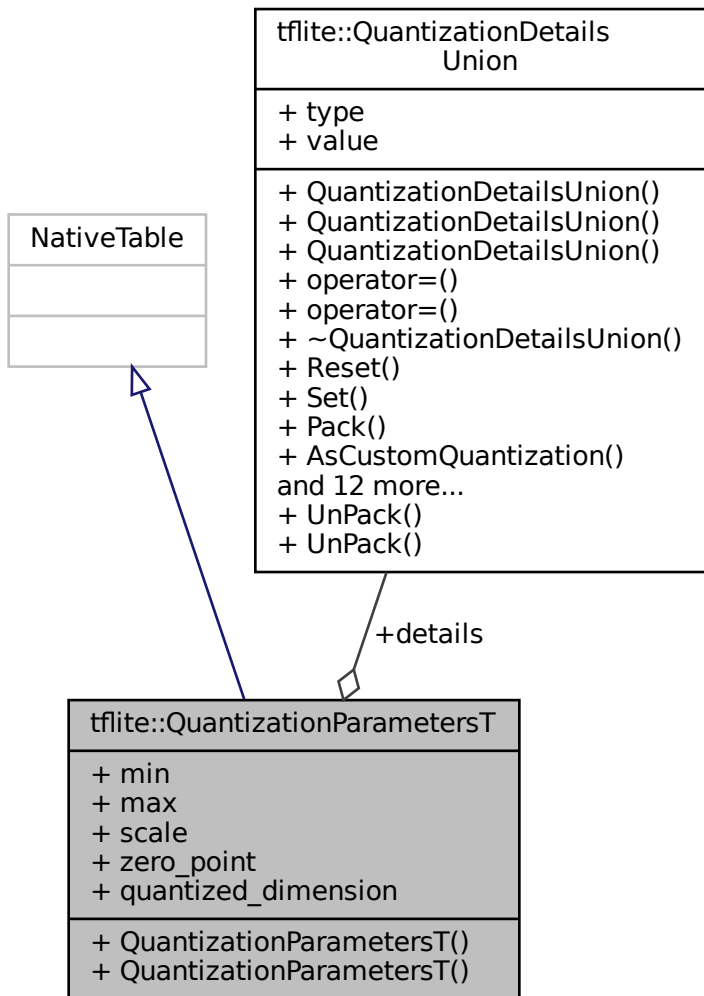 tflite::QuantizationDetails
Union
+ type
+ value
+ QuantizationDetailsUnion()
+ QuantizationDetailsUnion()
+ QuantizationDetailsUnion()
+ operator=()
+ operator=()
+ ~QuantizationDetailsUnion()
+ Reset()
+ Set()
+ Pack()
+ AsCustomQuantization()
and 12 more...
+ UnPack()
+ UnPack()
NativeTable
+details
tflite::QuantizationParametersT
+ min
+ max
+ scale
+ zero_point
+ quantized_dimension
+ QuantizationParametersT()
+ QuantizationParametersT()